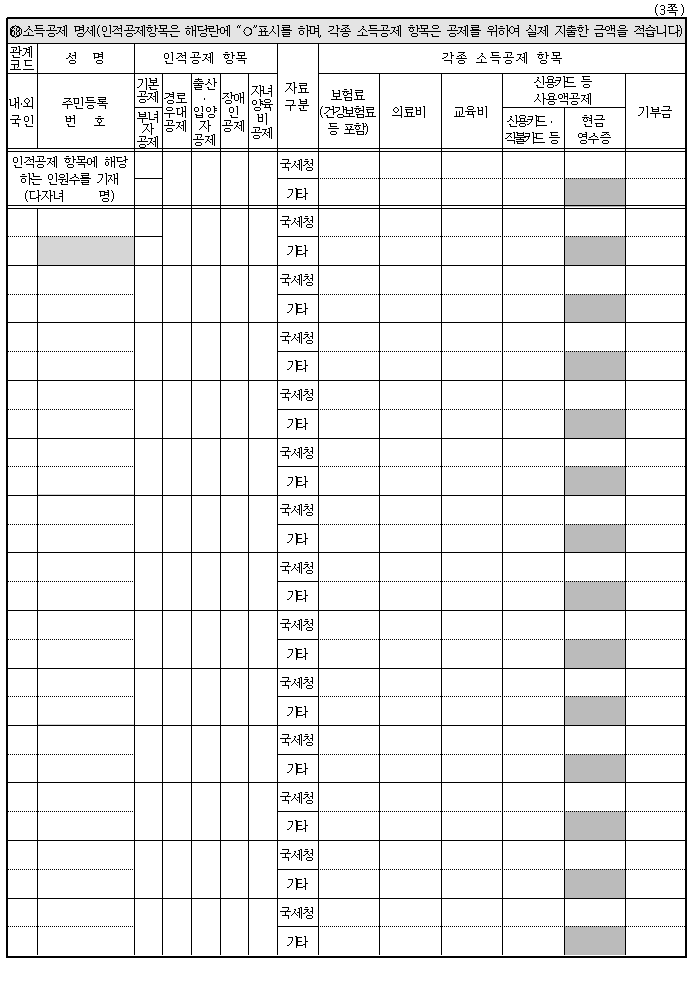 (3쪽)
소득공제 명세(인적공제항목은 해당란에 "○"표시를 하며, 각종 소득공제 항목은 공제를 위하여 실제 지출한 금액을 적습니다)
관계
코드
성 명
인적공제 항목
자료
구분
각종 소득공제 항목
내·외
국인
주민등록
번 호
기본
공제
부녀
자
공제
경로
우대
공제
출산
·
입양
자
공제
장애
인
공제
자녀
양육
비
공제
보험료
(건강보험료
등 포함)
의료비
교육비
신용카드 등
사용액공제
신용카드·
직불카드 등
현금
영수증
기부금
인적공제 항목에 해당
하는 인원수를 기재
(다자녀 명)
국세청
기타
국세청
기타
국세청
기타
국세청
기타
국세청
기타
국세청
기타
국세청
기타
국세청
기타
국세청
기타
국세청
기타
국세청
기타
국세청
기타
국세청
기타
국세청
기타